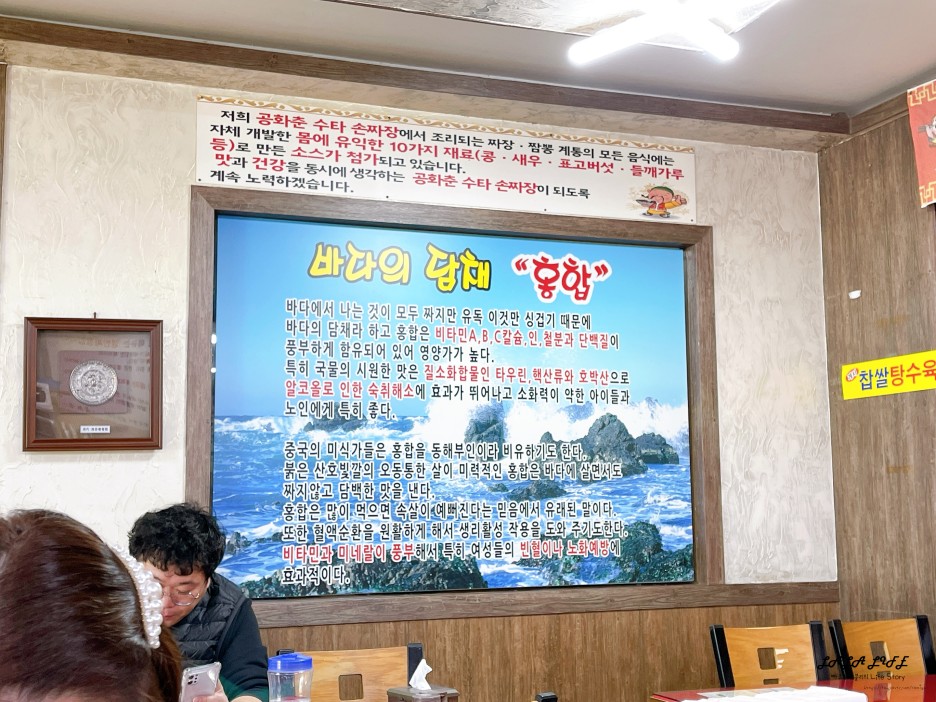 저희 공화춘 수타 손짜장에서 조리되는 짜장 · 짬뽕 계통의 모든 음식에는
자체 개발한 몸에 유익한 10가지 재료(콩 · 새우 · 표고버섯 · 들깨가루
등)로 만든 소스가 첨가되고 있습니다.
맛과 건강을 동시에 생각하는 공화춘 수타 손짜장이 되도록
계속 노력하겠습니다.
바다의 담채 “홍합”
바다에서 나는 것이 모두 짜지만 유독 이것만 싱겁기 때문에
바다의 담채라 하고 홍합은 비타민A,B,C칼슘,인,철분과 단백질이
풍부하게 함유되어 있어 영양가가 높다.
특히 국물의 시원한 맛은 질소화합물인 타우린,핵산류와 호박산으로
알코올로 인한 숙취해소에 효과가 뛰어나고 소화력이 약한 아이들과
노인에게 특히 좋다.
중국의 미식가들은 홍합을 동해부인이라 비유하기도 한다.
붉은 산호빛깔의 오동통한 살이 미력적인 홍합은 바다에 살면서도
짜지않고 담백한 맛을 낸다.
홍합은 많이 먹으면 속살이 예뻐진다는 믿음에서 유래된 말이다.
또한 혈액순환을 원활하게 해서 생리활성 작용을 도와 주기도한다.
비타민과 미네랄이 풍부해서 특히 여성들의 빈혈이나 노화예방에
효과적이다.
찹쌀탕수육
LALA LIFE
Life Story